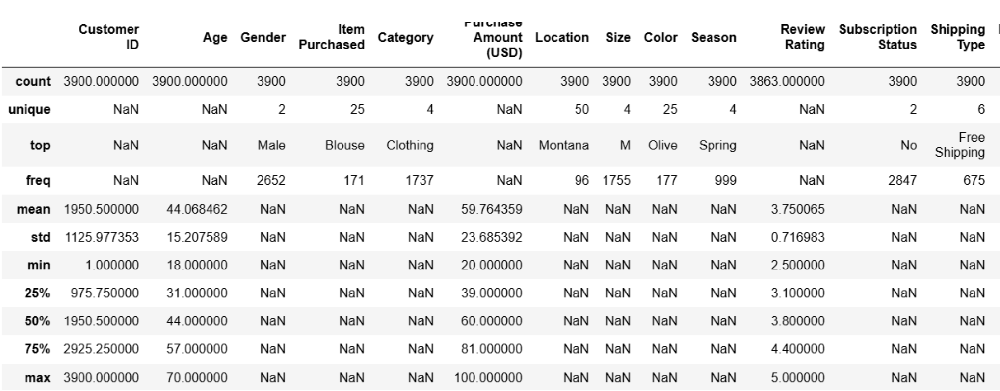 Customer ID Age Gender Item Purchased Category Purchase Amount (USD) Location Size Color Season Review Rating Subscription Status Shipping Type
count 3900.000000 3900.000000 3900 3900 3900 3900.000000 3900 3900 3900 3900 3863.000000 3900 3900
unique NaN NaN 2 25 4 NaN 50 4 25 4 NaN 2 6
top NaN NaN Male Blouse Clothing NaN Montana M Olive Spring NaN No Free Shipping
freq NaN NaN 2652 171 1737 NaN 96 1755 177 999 NaN 2847 675
mean 1950.500000 44.068462 NaN NaN NaN 59.764359 NaN NaN NaN NaN 3.750065 NaN NaN
std 1125.977353 15.207589 NaN NaN NaN 23.685392 NaN NaN NaN NaN 0.716983 NaN NaN
min 1.000000 18.000000 NaN NaN NaN 20.000000 NaN NaN NaN NaN 2.500000 NaN NaN
25% 975.750000 31.000000 NaN NaN NaN 39.000000 NaN NaN NaN NaN 3.100000 NaN NaN
50% 1950.500000 44.000000 NaN NaN NaN 60.000000 NaN NaN NaN NaN 3.800000 NaN NaN
75% 2925.250000 57.000000 NaN NaN NaN 81.000000 NaN NaN NaN NaN 4.400000 NaN NaN
max 3900.000000 70.000000 NaN NaN NaN 100.000000 NaN NaN NaN NaN 5.000000 NaN NaN